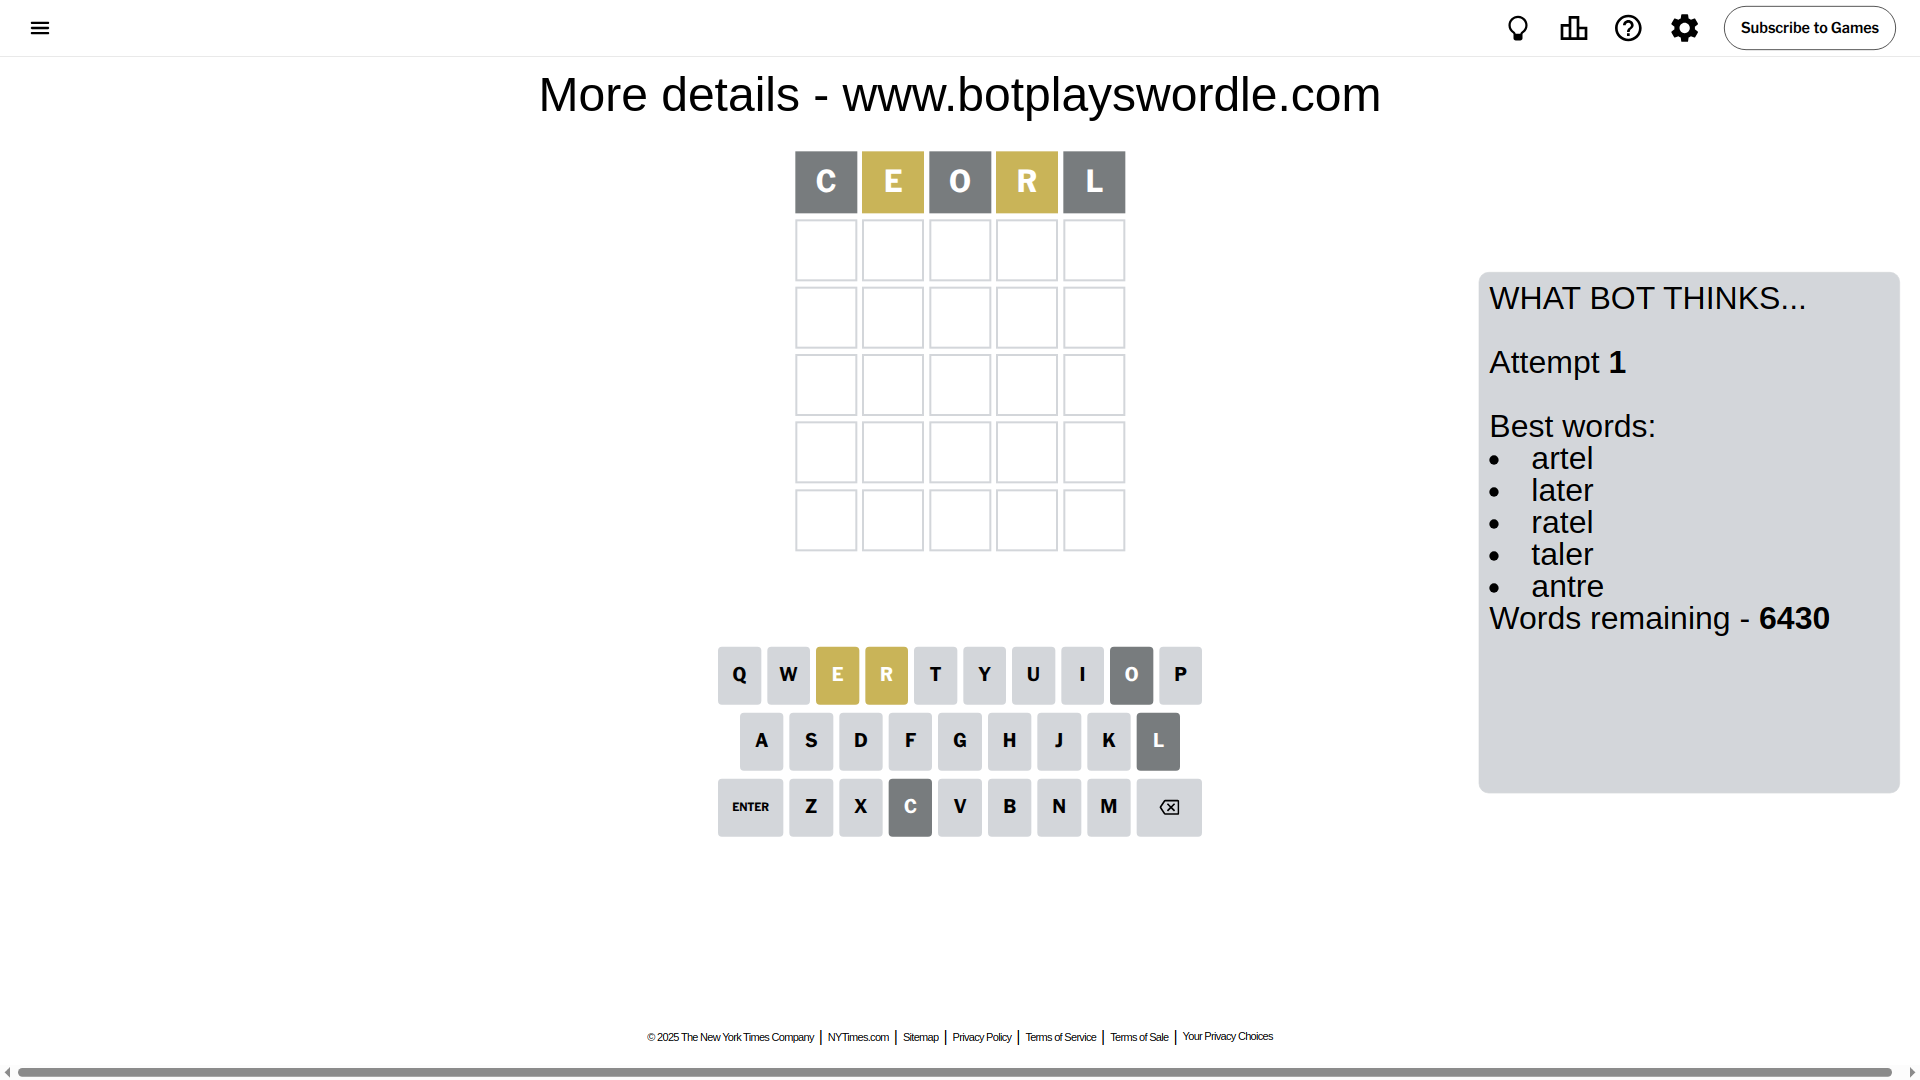 Subscribe to Games
More details - www.botplayswordle.com
C E O R L
WHAT BOT THINKS...
Attempt 1
Best words:
• artel
• later
• ratel
• taler
• antre
Words remaining - 6430
Q W E R T Y U I O P
A S D F G H J K L
ENTER Z X C V B N M
© 2025 The New York Times Company | NYTimes.com | Sitemap | Privacy Policy | Terms of Service | Terms of Sale | Your Privacy Choices